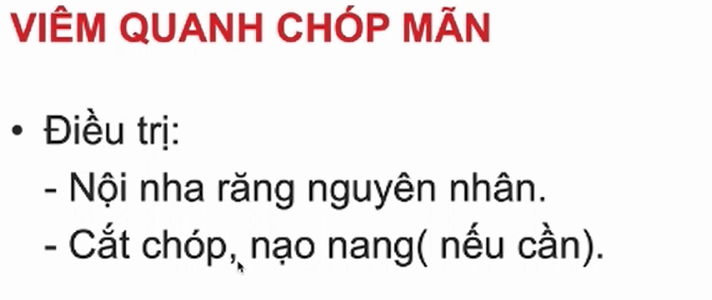 VIÊM QUANH CHÓP MÃN
• Điều trị:
- Nội nha răng nguyên nhân.
- Cắt chóp, nạo nang( nếu cần).